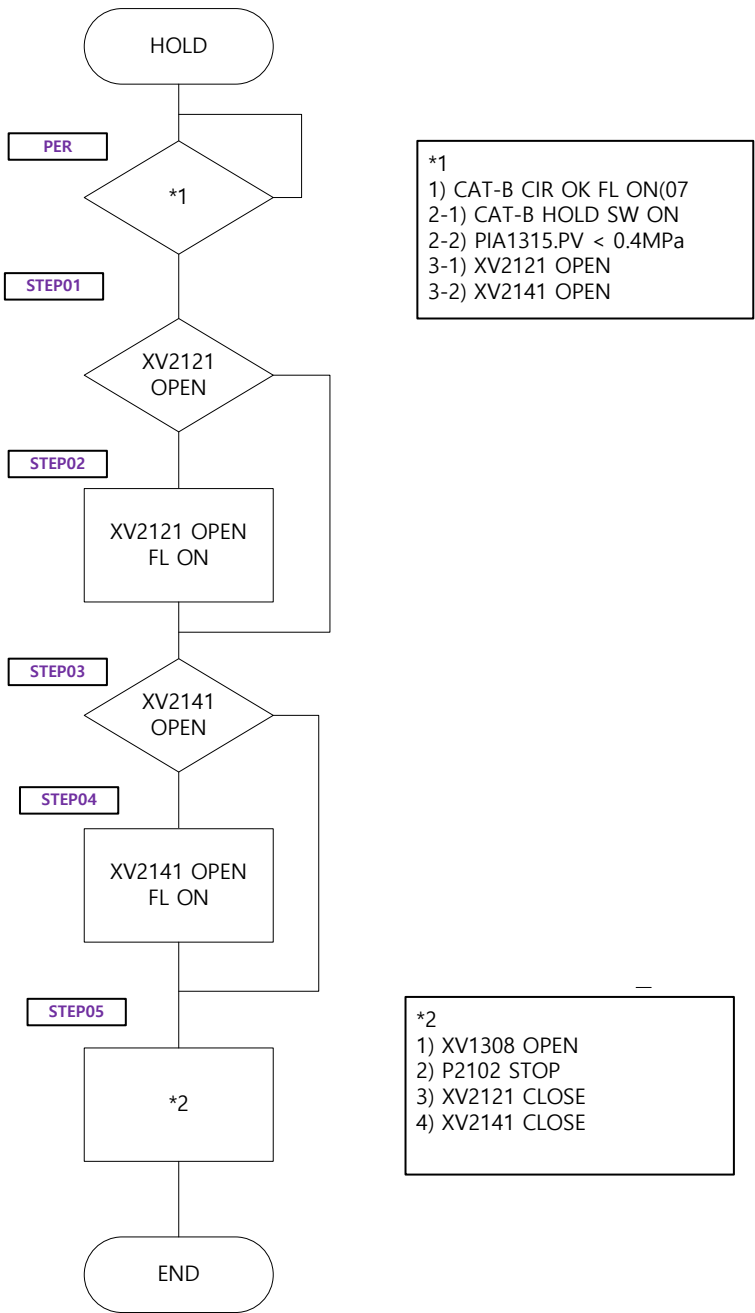 HOLD
PER
*1
*1
1) CAT-B CIR OK FL ON(07
2-1) CAT-B HOLD SW ON
2-2) PIA1315.PV < 0.4MPa
3-1) XV2121 OPEN
3-2) XV2141 OPEN
STEP01
XV2121
OPEN
STEP02
XV2121 OPEN
FL ON
STEP03
XV2141
OPEN
STEP04
XV2141 OPEN
FL ON
STEP05
*2
*2
1) XV1308 OPEN
2) P2102 STOP
3) XV2121 CLOSE
4) XV2141 CLOSE
END